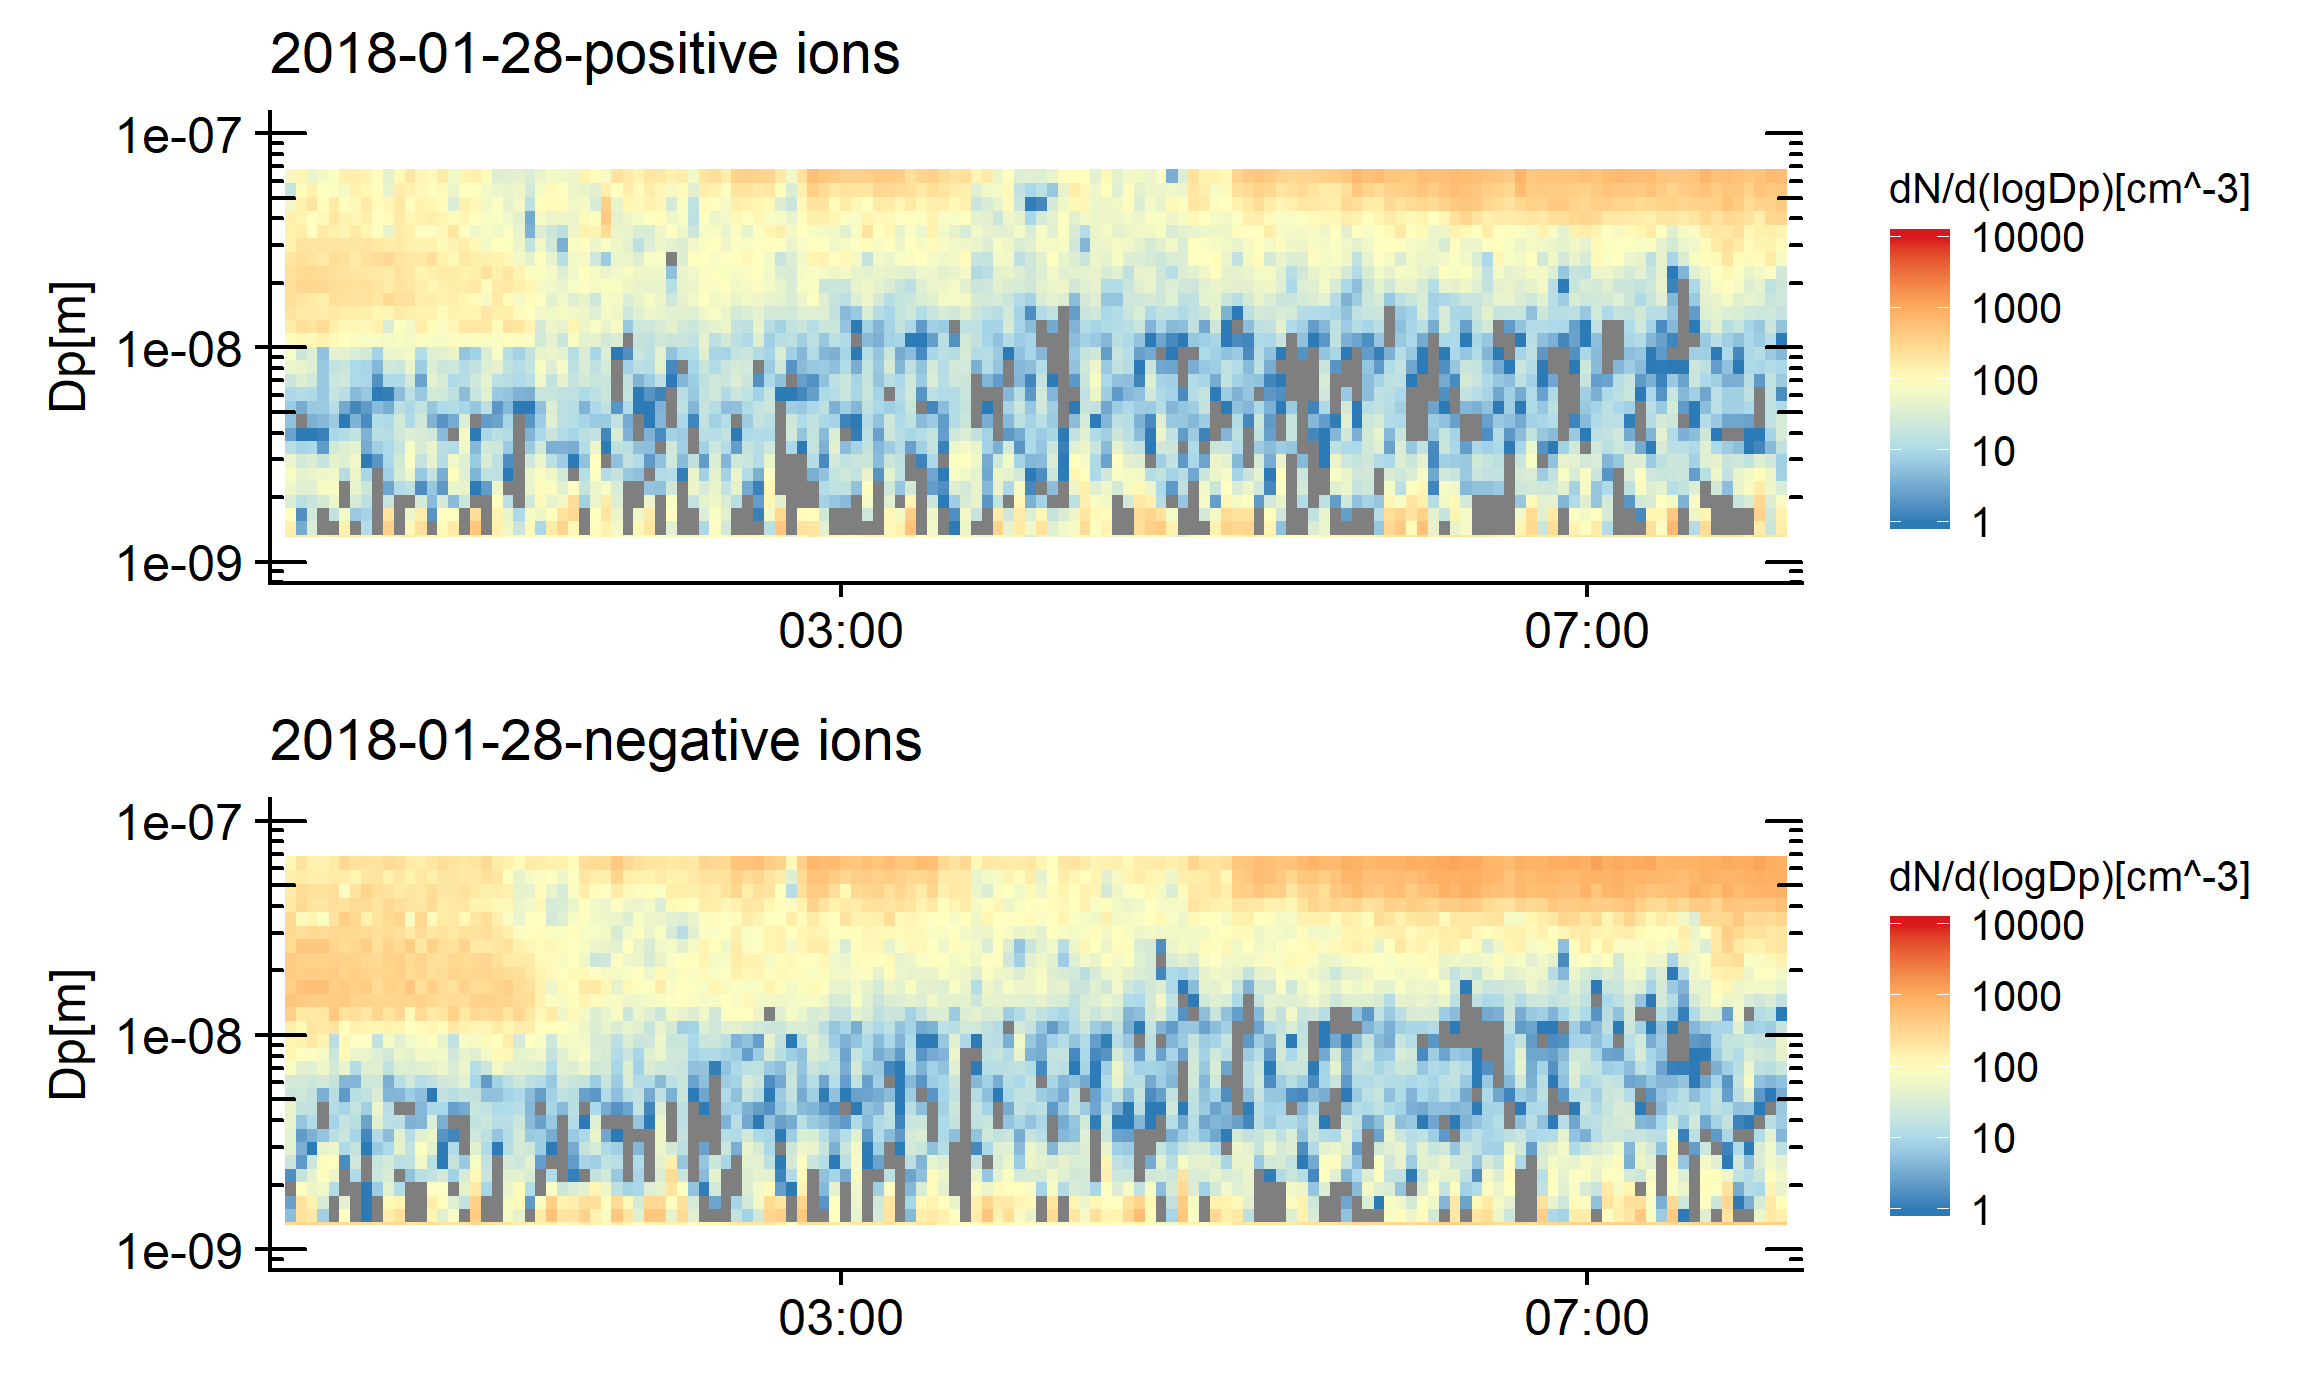 2018-01-28-positive ions
1e-07
1e-08
1e-09
Dp[m]
03:00
07:00
dN/d(logDp)[cm^-3]
10000
1000
100
10
1
2018-01-28-negative ions
1e-07
1e-08
1e-09
Dp[m]
03:00
07:00
dN/d(logDp)[cm^-3]
10000
1000
100
10
1